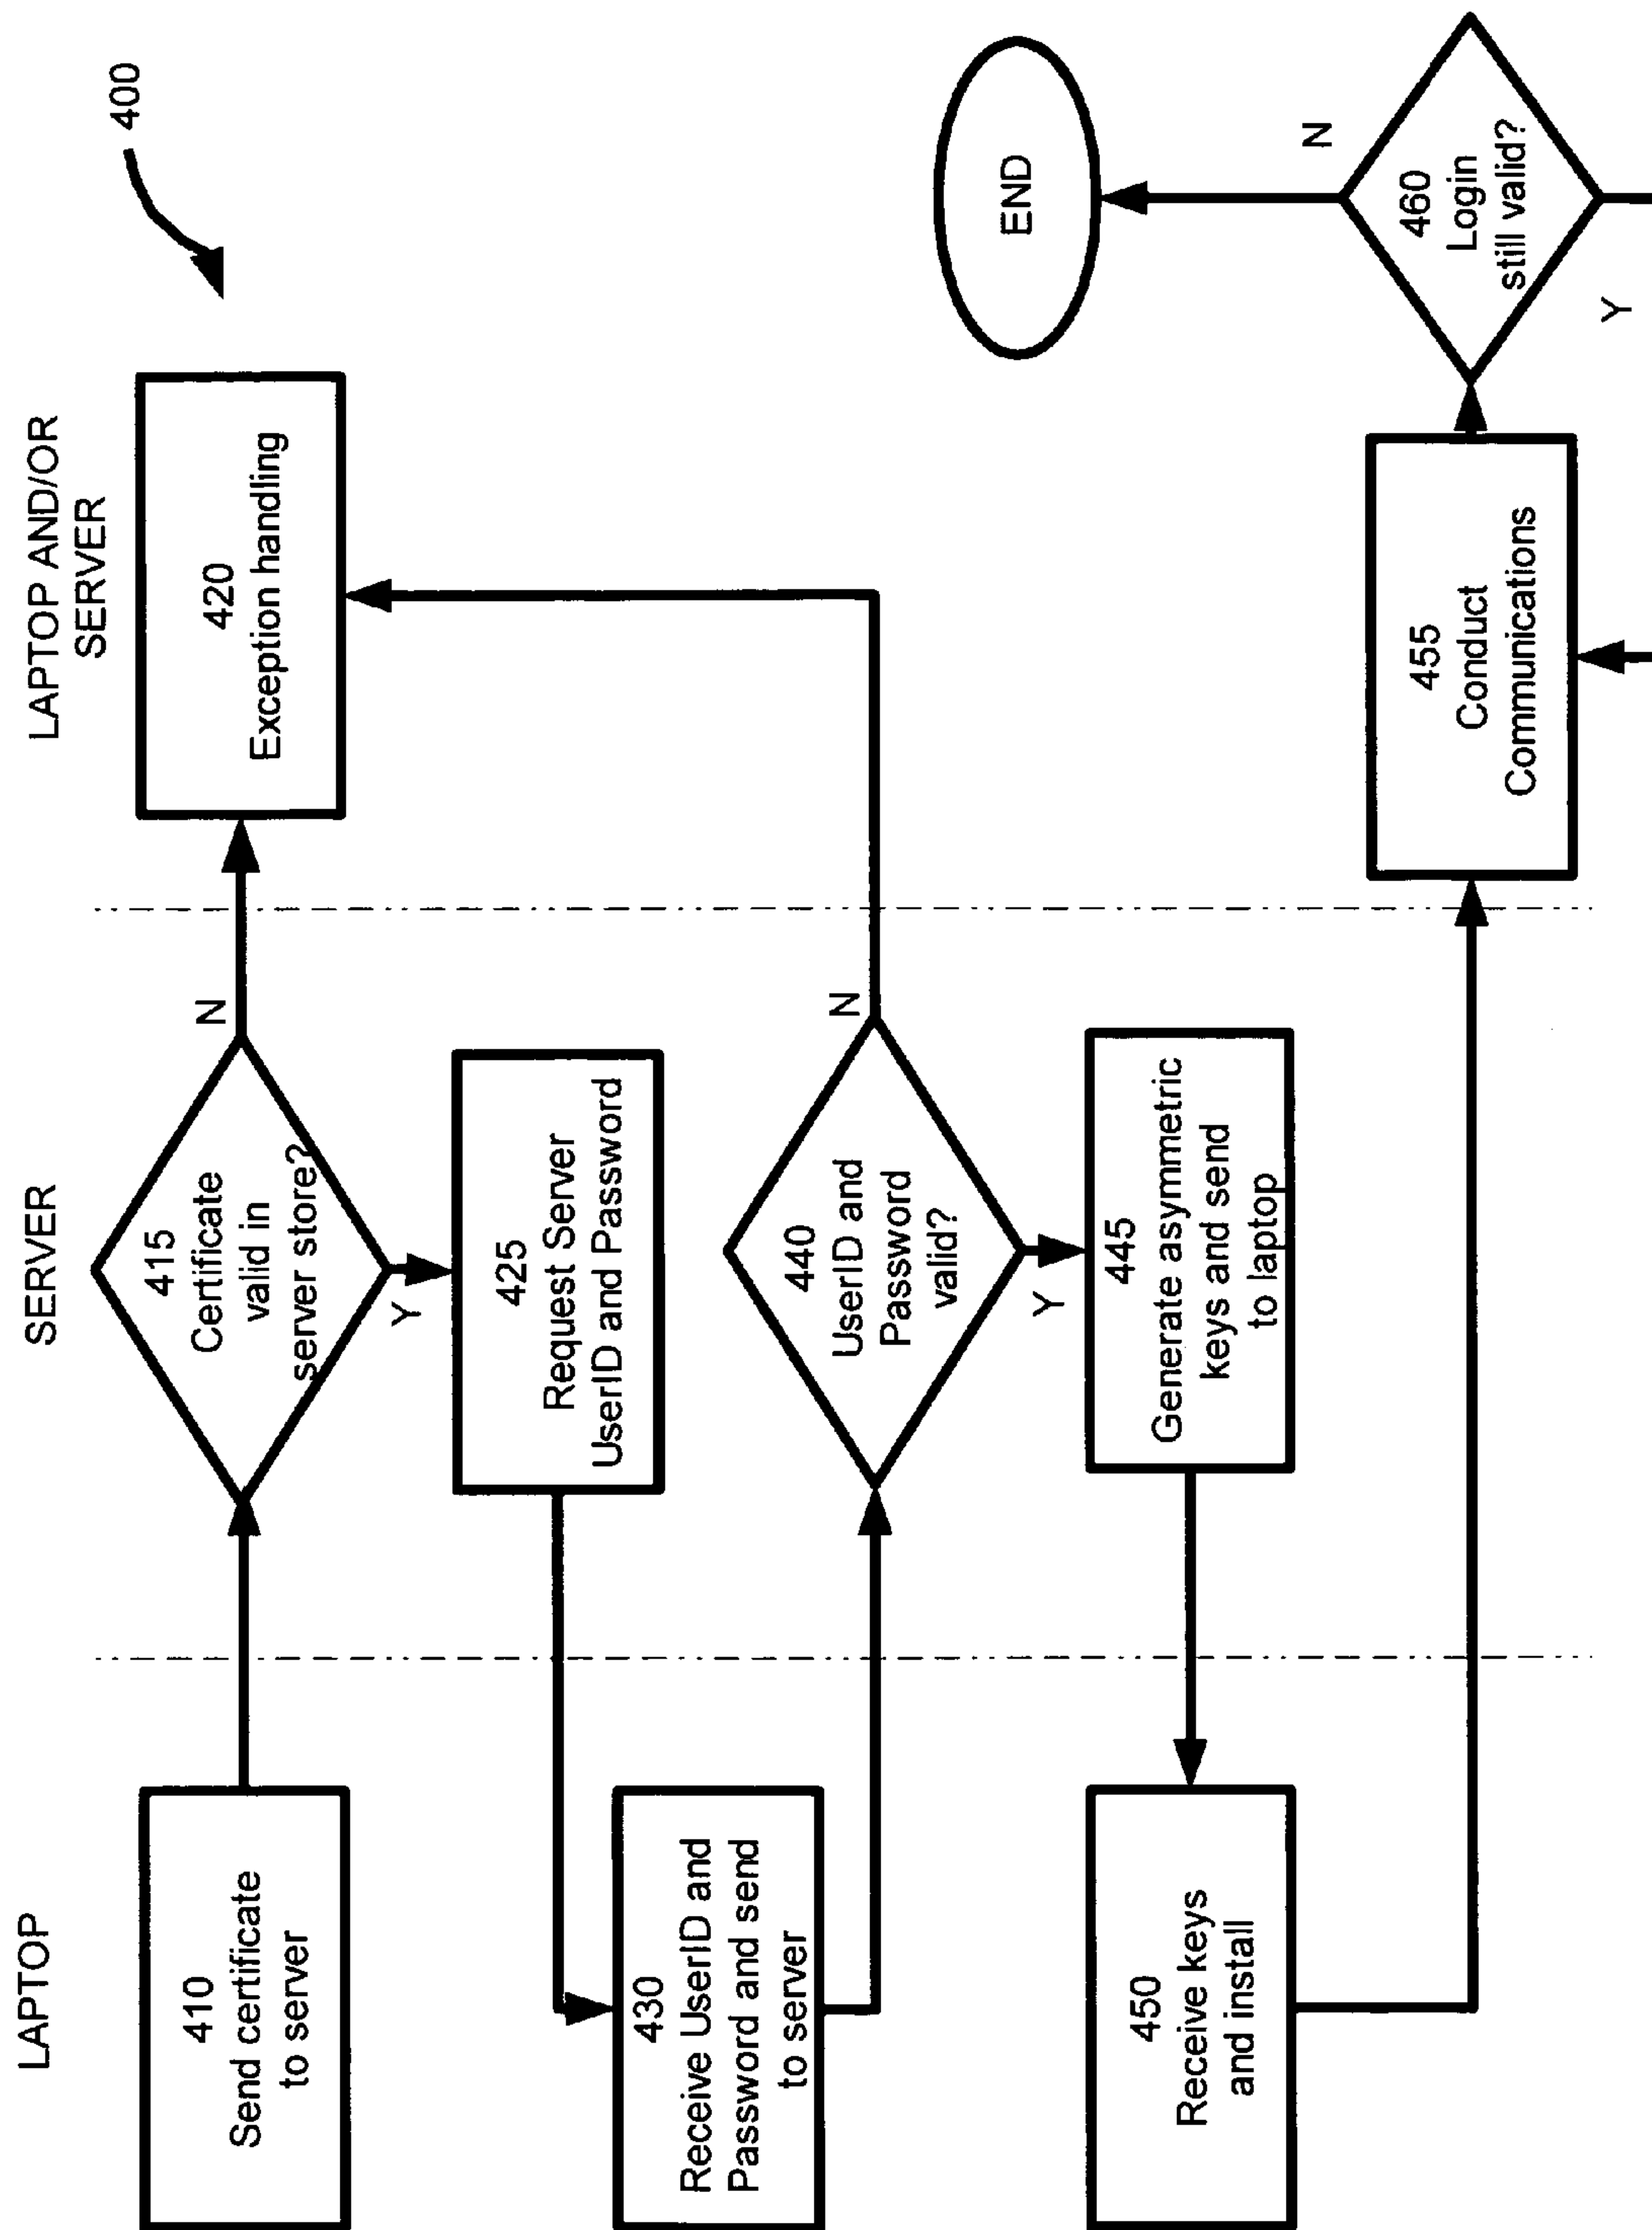 400
LAPTOP
SERVER
LAPTOP AND/OR
SERVER
410
Send certificate
to server
415
Certificate
valid in
server store?
N
Y
420
Exception handling
425
Request Server
UserID and Password
430
Receive UserID and
Password and send
to server
440
UserID and
Password
valid?
N
Y
445
Generate asymmetric
keys and send
to laptop
450
Receive keys
and install
455
Conduct
Communications
460
Login
still valid?
N
Y
END